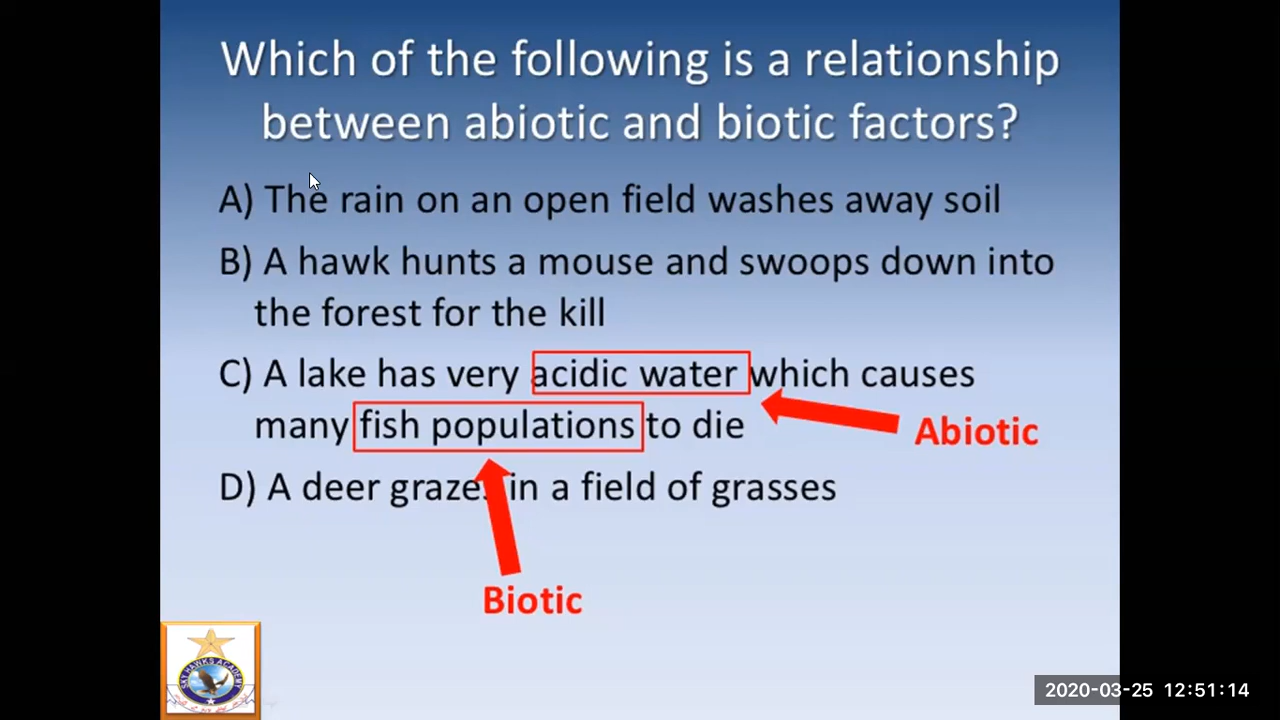 Which of the following is a relationship
between abiotic and biotic factors?
A) The rain on an open field washes away soil
B) A hawk hunts a mouse and swoops down into
the forest for the kill
C) A lake has very acidic water which causes
many fish populations to die
Abiotic
D) A deer grazes in a field of grasses
Biotic
SKY HAWKS ACADEMY
2020-03-25 12:51:14